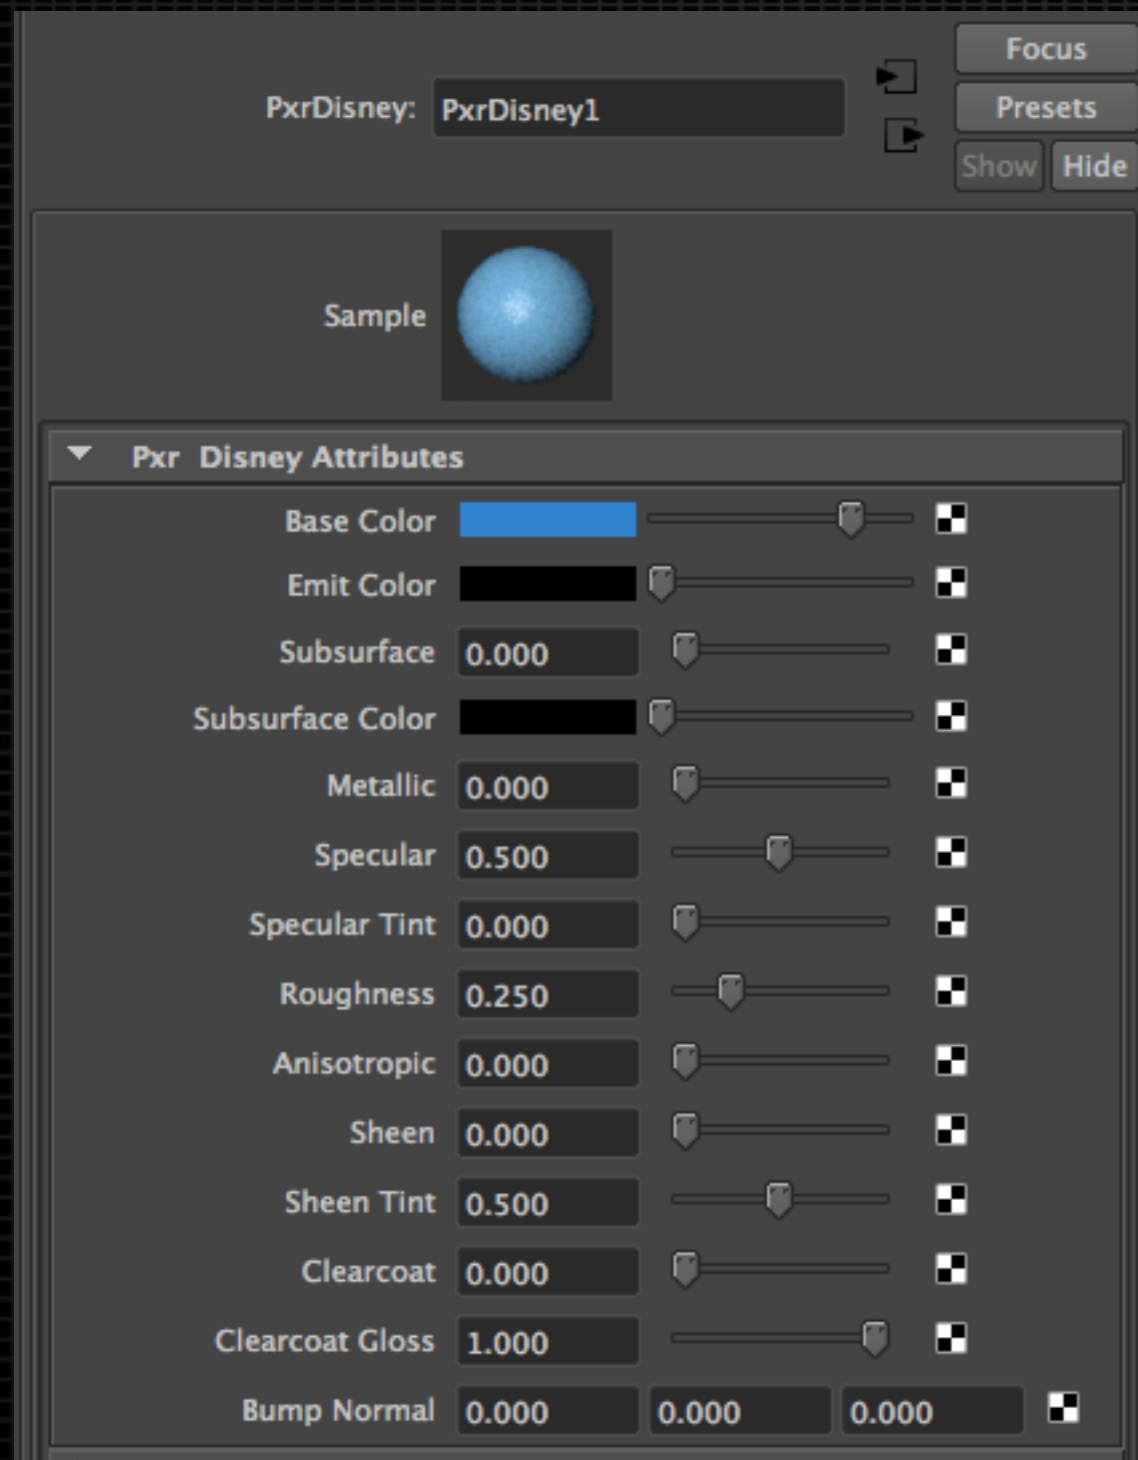 Focus
PxrDisney: PxrDisney1
Presets
Show Hide
Sample
Pxr Disney Attributes
Base Color
Emit Color
Subsurface 0.000
Subsurface Color
Metallic 0.000
Specular 0.500
Specular Tint 0.000
Roughness 0.250
Anisotropic 0.000
Sheen 0.000
Sheen Tint 0.500
Clearcoat 0.000
Clearcoat Gloss 1.000
Bump Normal 0.000 0.000 0.000